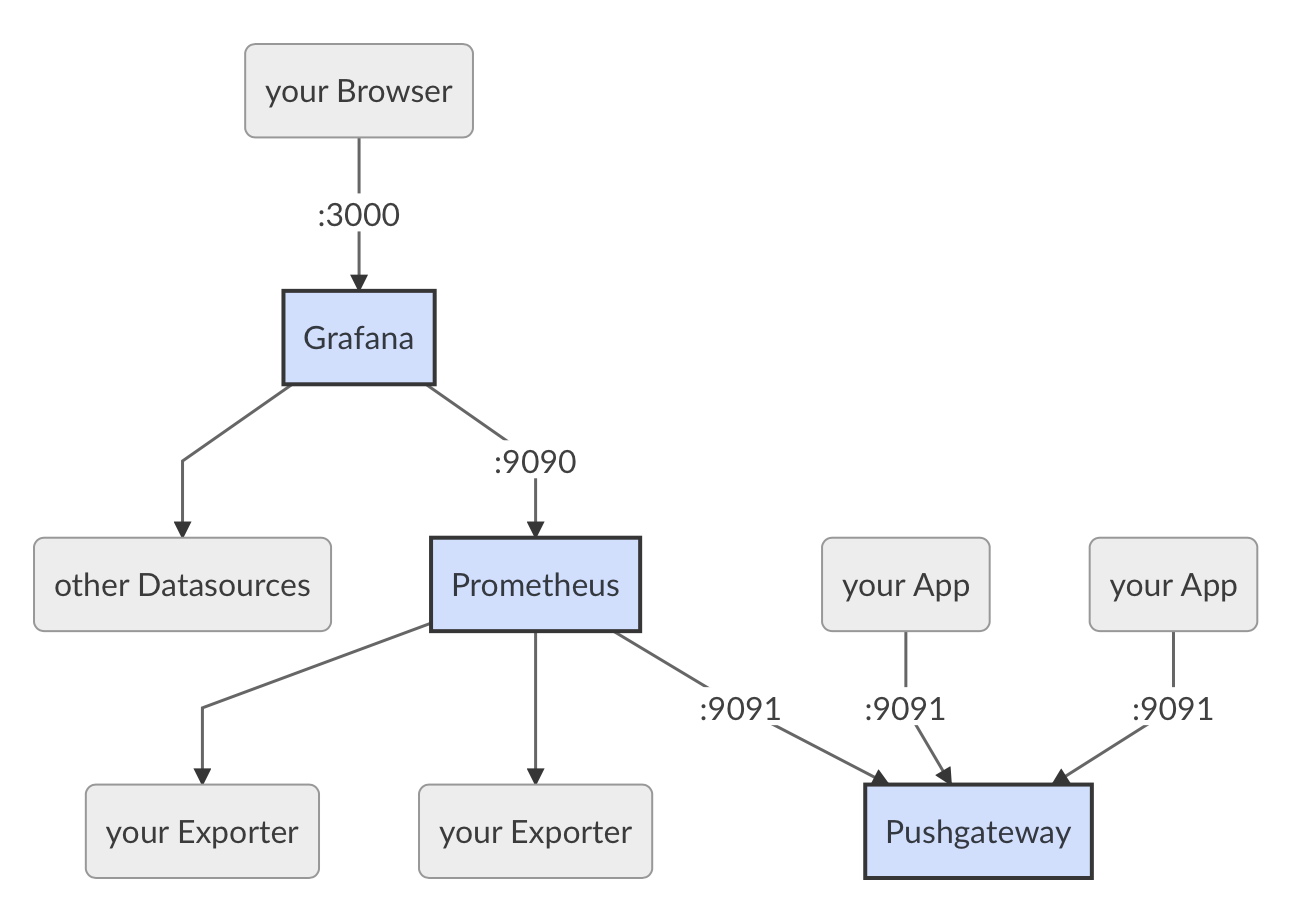 your Browser
:3000
Grafana
:9090
other Datasources
Prometheus
your App
your App
:9091
:9091
:9091
your Exporter
your Exporter
Pushgateway